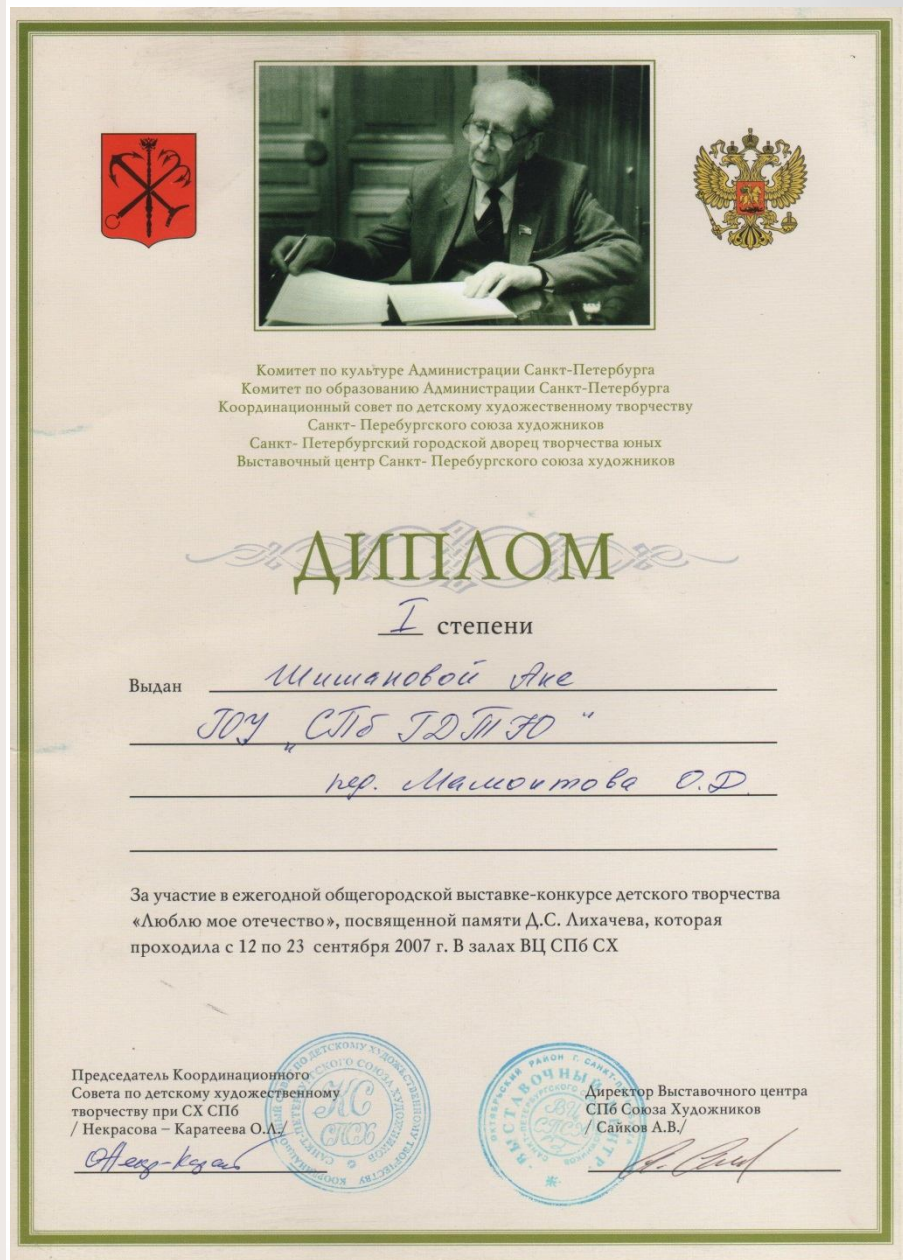 Комитет по культуре Администрации Санкт-Петербурга
Комитет по образованию Администрации Санкт-Петербурга
Координационный совет по детскому художественному творчеству
Санкт-Перебургского союза художников
Санкт- Петербургский городской дворец творчества юных
Выставочный центр Санкт- Перебургского союза художников
ДИПЛОМ
I степени
Выдан Шишановой Ане
ГОУ „СПб ГДТЮ"
пед. Мамонтова О.Д.
За участие в ежегодной общегородской выставке-конкурсе детского творчества
«Люблю мое отечество», посвященной памяти Д.С. Лихачева, которая
проходила с 12 по 23 сентября 2007 г. В залах ВЦ СПб СХ
Председатель Координационного
Совета по детскому художественному
творчеству при СХ СПб
/ Некрасова – Каратеева О.Л./
Директор Выставочного центра
СПб Союза Художников
/ Сайков А.В./